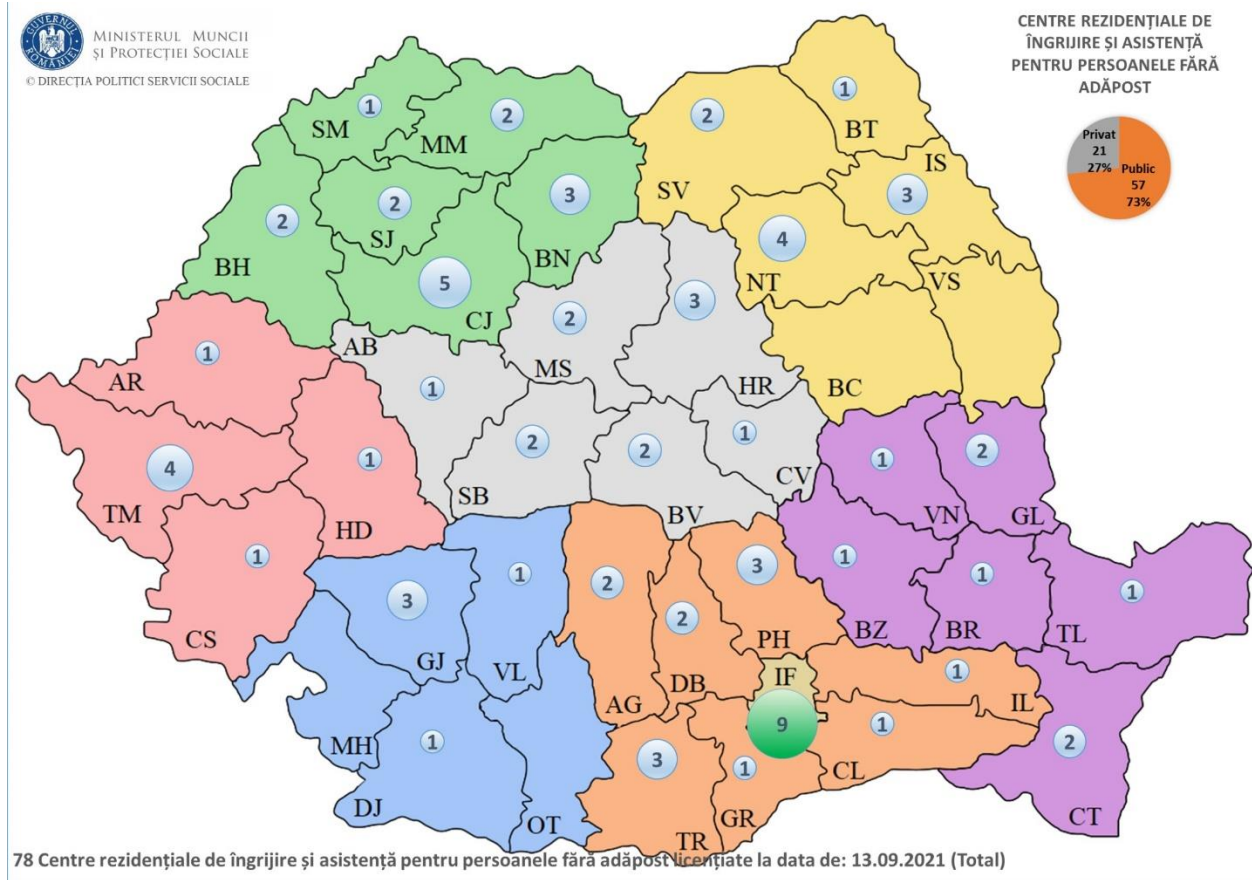 GUVERNUL ROMÂNIEI
MINISTERUL MUNCII
ȘI PROTECȚIEI SOCIALE
© DIRECȚIA POLITICI SERVICII SOCIALE
CENTRE REZIDENȚIALE DE
ÎNGRIJIRE ȘI ASISTENȚĂ
PENTRU PERSOANELE FĂRĂ
ADĂPOST
Privat
21
27%
Public
57
73%
1
SM
2
MM
2
SV
1
BT
IS
3
2
BH
2
SJ
3
BN
5
CJ
4
NT
VS
3
HR
2
MS
AB
1
1
AR
BC
4
TM
1
HD
2
SB
2
BV
1
CV
1
VN
2
GL
1
CS
3
GJ
1
VL
2
AG
2
DB
3
PH
1
BZ
1
BR
1
TL
IF
9
1
IL
1
CL
2
CT
MH
1
DJ
OT
3
TR
1
GR
78 Centre rezidențiale de îngrijire și asistență pentru persoanele fără adăpost licențiate la data de: 13.09.2021 (Total)